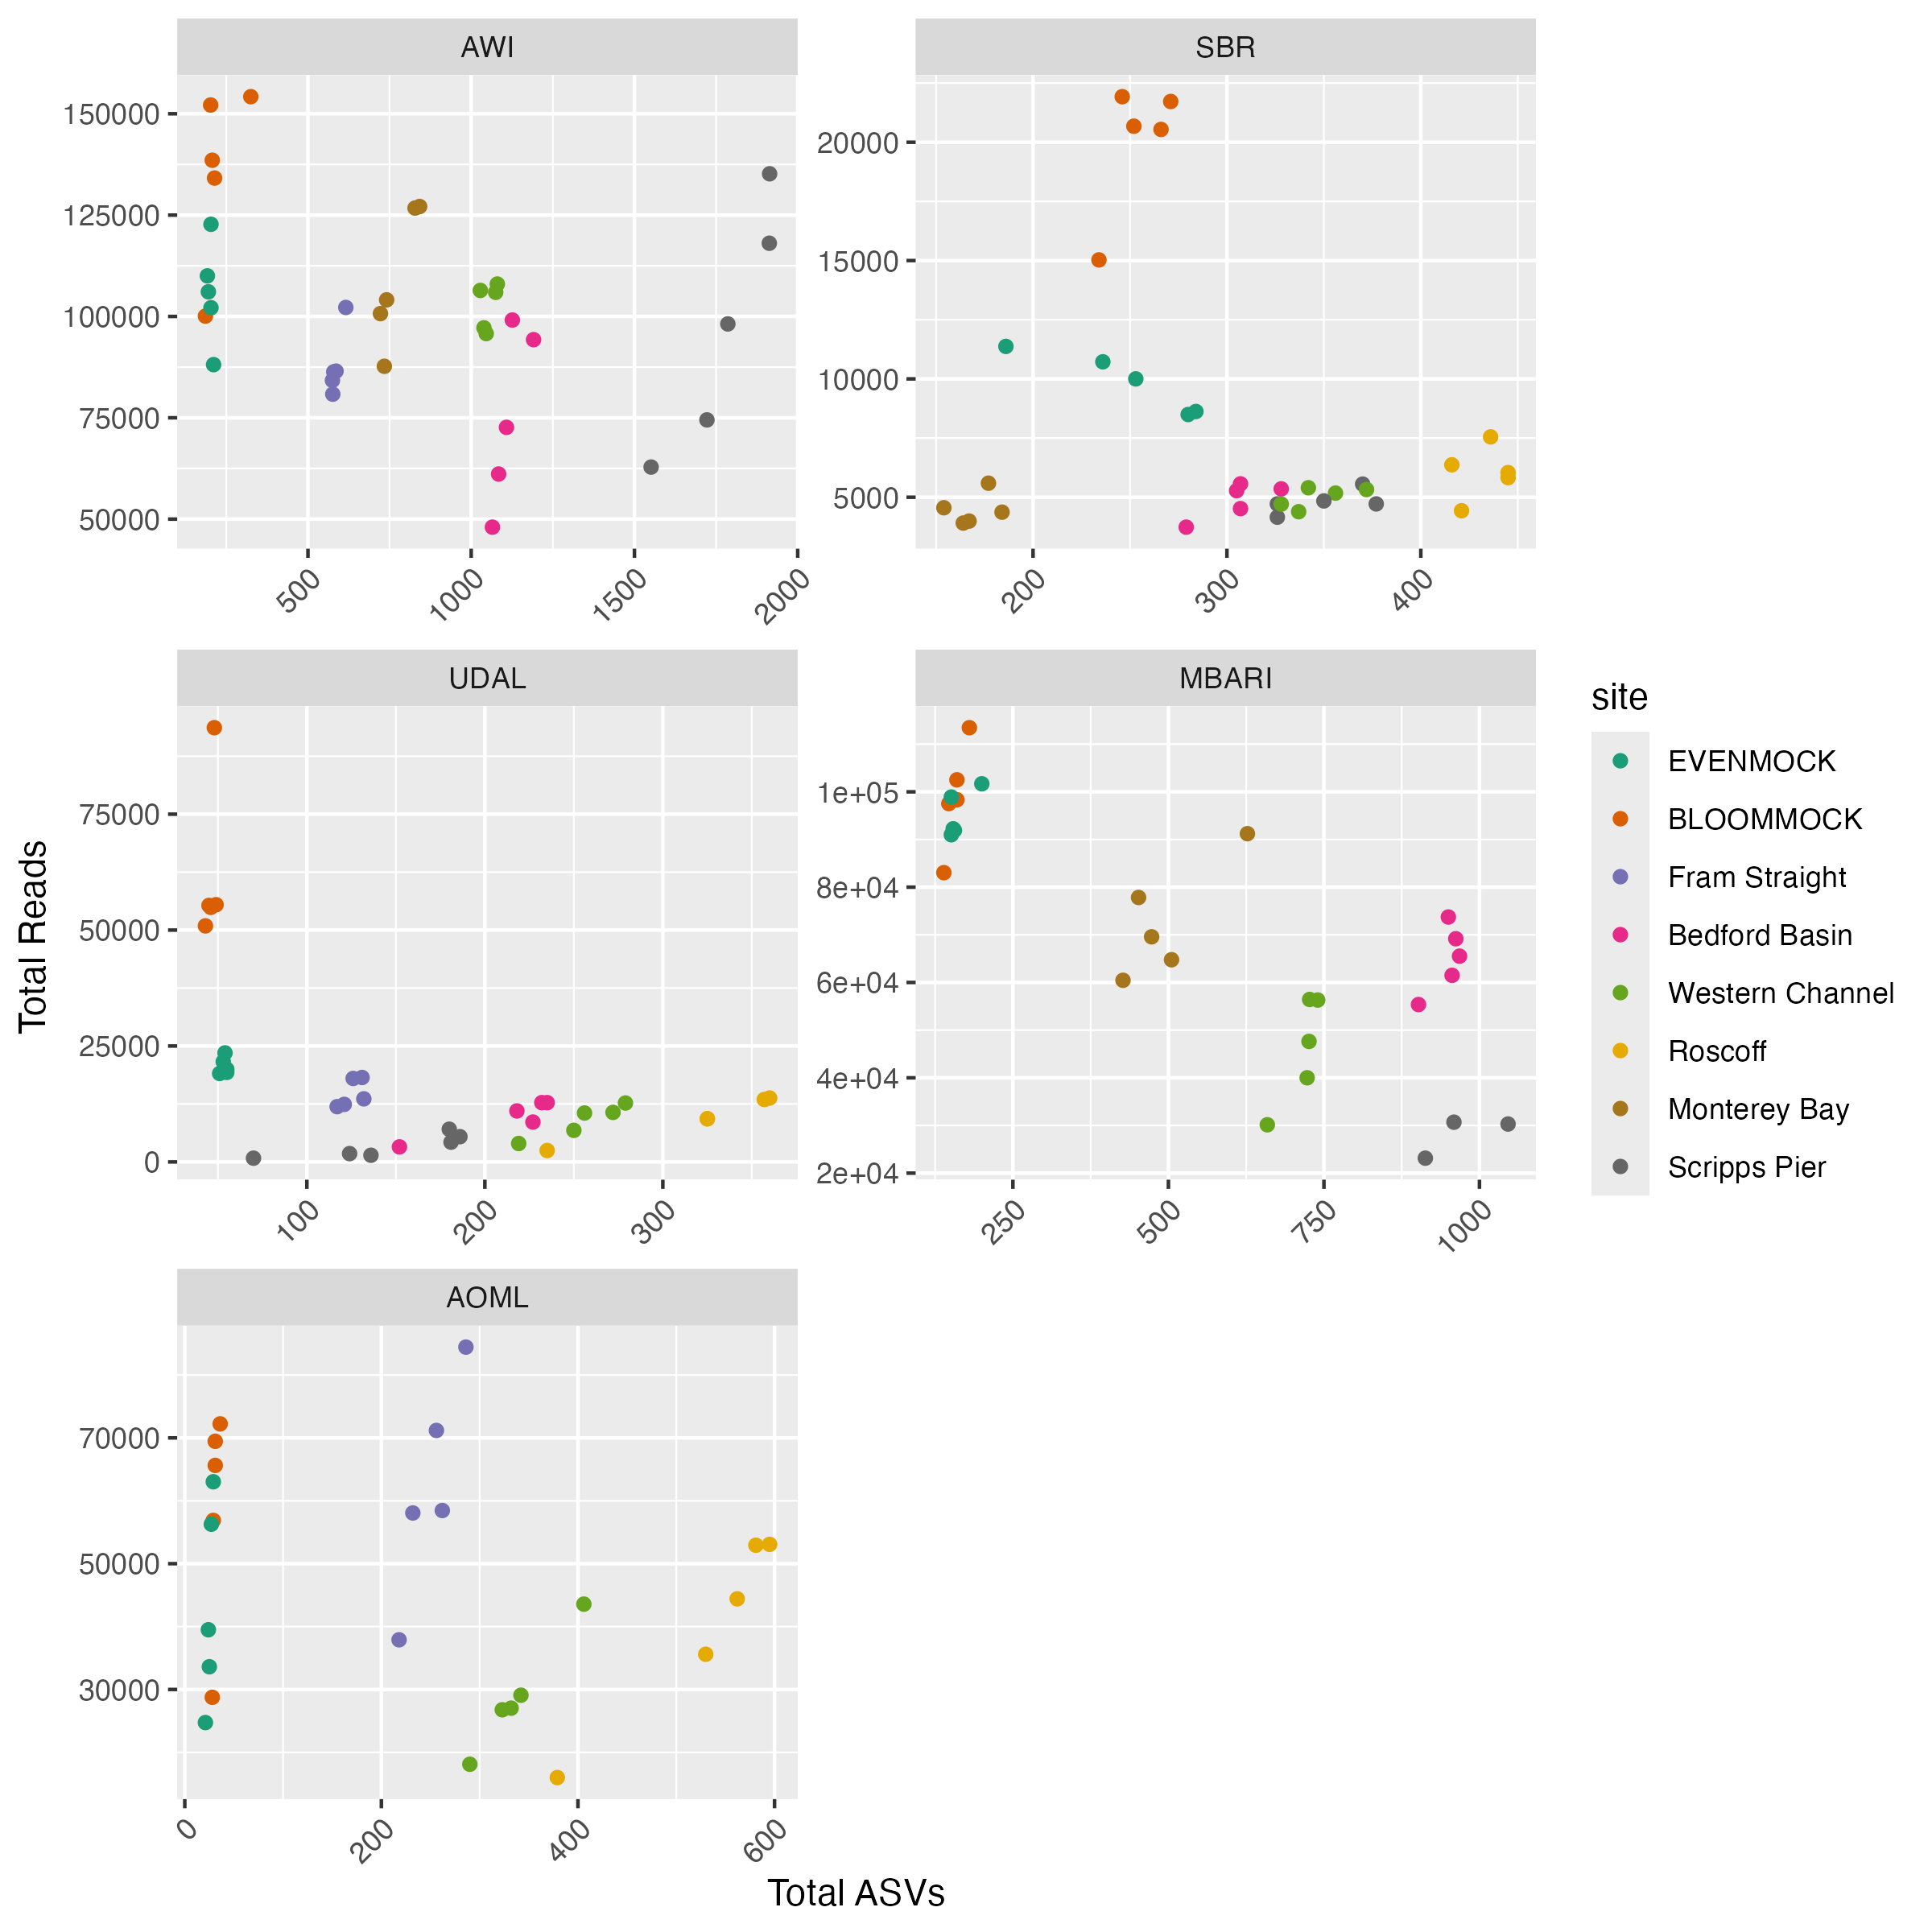 AWI
150000
125000
100000
75000
50000
500
1000
1500
2000
SBR
20000
15000
10000
5000
200
300
400
UDAL
75000
50000
25000
0
100
200
300
MBARI
1e+05
8e+04
6e+04
4e+04
2e+04
250
500
750
1000
AOML
70000
50000
30000
0
200
400
600
Total Reads
Total ASVs
site
EVENMOCK
BLOOMMOCK
Fram Straight
Bedford Basin
Western Channel
Roscoff
Monterey Bay
Scripps Pier